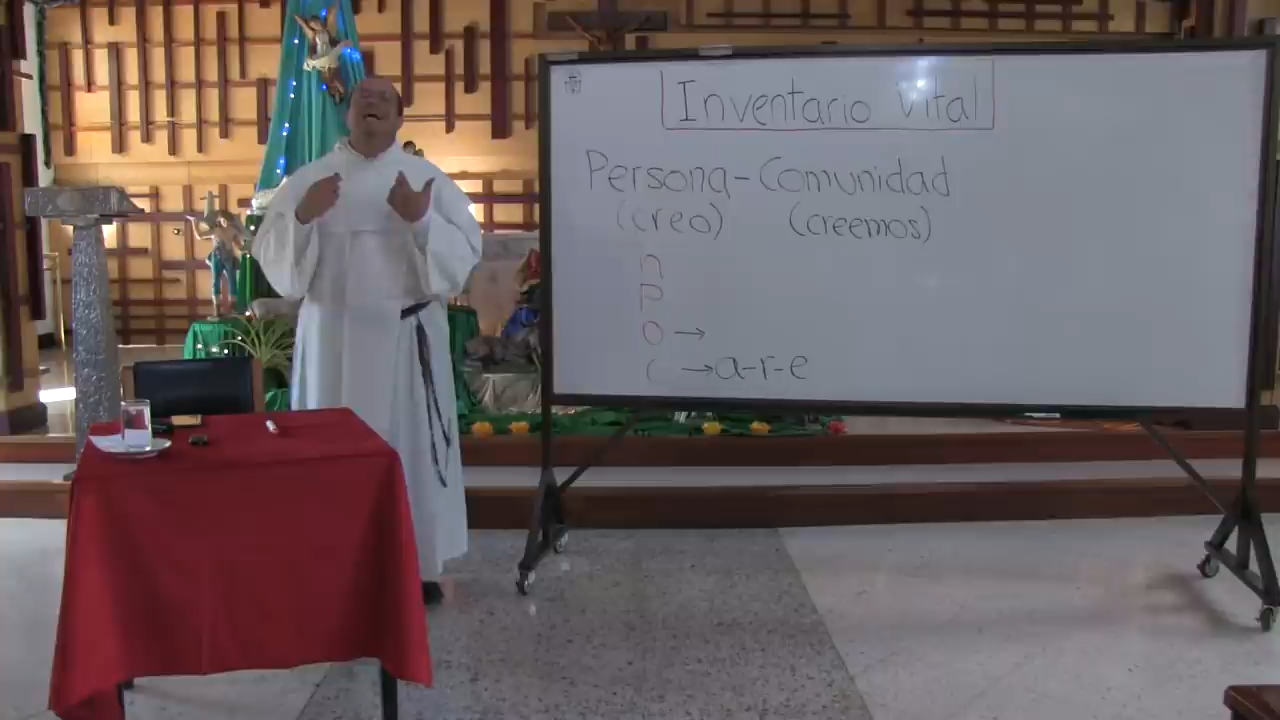 Inventario Vital
Persona - Comunidad
(creo) (creemos)
n
P
O →
C → a-r-e